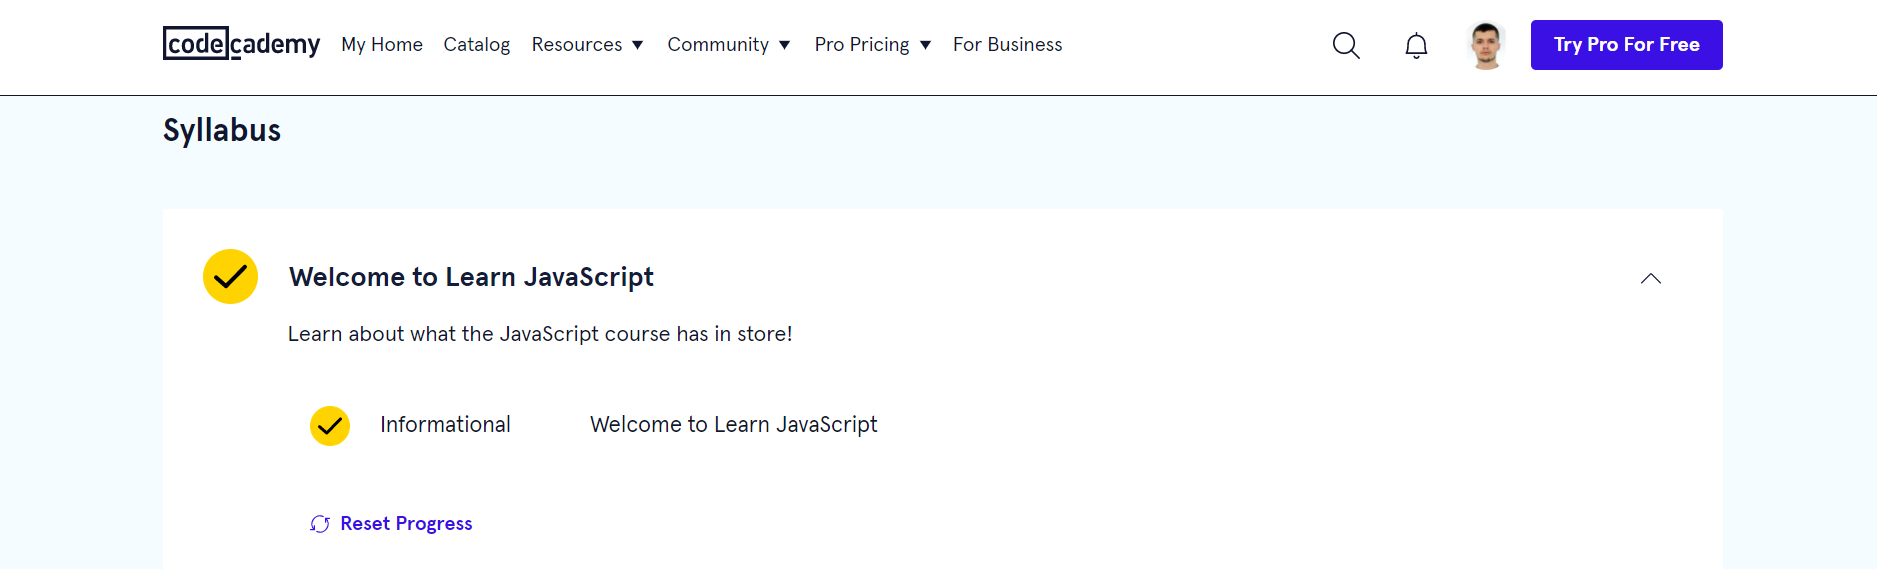 codecademy My Home Catalog Resources Community Pro Pricing For Business Try Pro For Free
Syllabus
Welcome to Learn JavaScript
Learn about what the JavaScript course has in store!
Informational Welcome to Learn JavaScript
Reset Progress